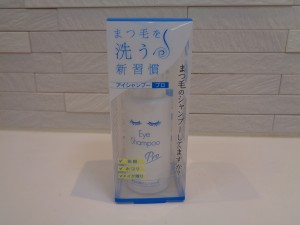 まつ毛を
洗う
新習慣
アイシャンプー プロ
まつ毛のシャンプーしてますか?
Eye
Shampoo
Pro